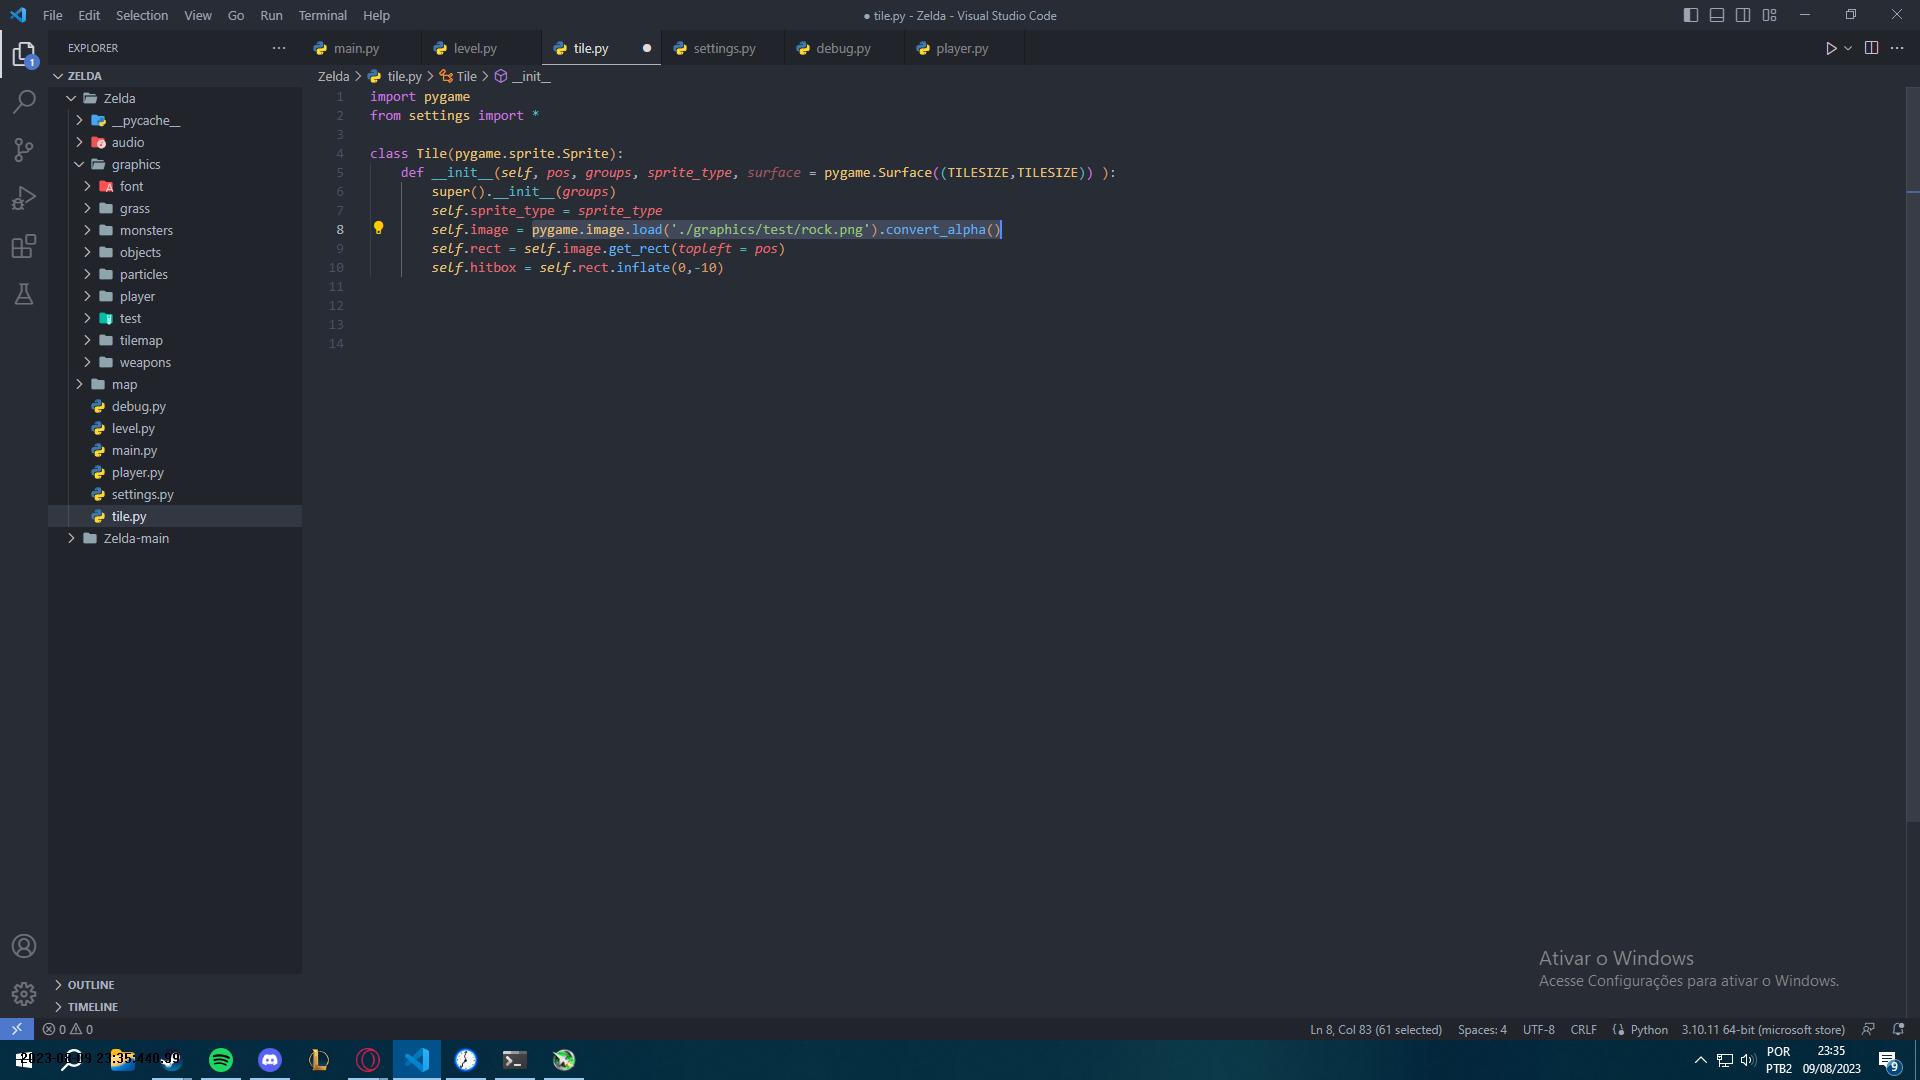 File Edit Selection View Go Run Terminal Help
● tile.py - Zelda - Visual Studio Code
EXPLORER
main.py
level.py
tile.py
settings.py
debug.py
player.py
1
ZELDA
Zelda
__pycache__
audio
graphics
font
grass
monsters
objects
particles
player
test
tilemap
weapons
map
debug.py
level.py
main.py
player.py
settings.py
tile.py
Zelda-main
OUTLINE
TIMELINE
Zelda > tile.py > Tile > __init__
1 import pygame
2 from settings import *
3
4 class Tile(pygame.sprite.Sprite):
5 def __init__(self, pos, groups, sprite_type, surface = pygame.Surface((TILESIZE,TILESIZE)) ):
6 super().__init__(groups)
7 self.sprite_type = sprite_type
8 self.image = pygame.image.load('./graphics/test/rock.png').convert_alpha()
9 self.rect = self.image.get_rect(topleft = pos)
10 self.hitbox = self.rect.inflate(0,-10)
11
12
13
14
Ativar o Windows
Acesse Configurações para ativar o Windows.
0 0
Ln 8, Col 83 (61 selected) Spaces: 4 UTF-8 CRLF Python 3.10.11 64-bit (microsoft store)
POR
PTB2
23:35
09/08/2023
9